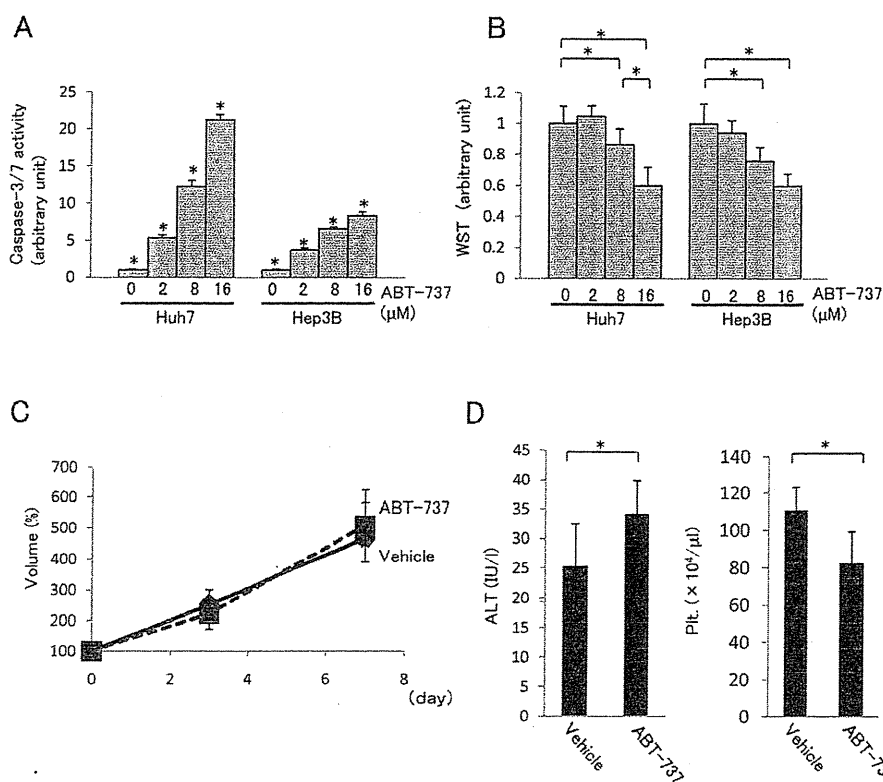 A
Caspase-3/7 activity
(arbitrary unit)
25
20
15
10
5
0
* * * *
* * * *
0 2 8 16 0 2 8 16 ABT-737
(μM)
Huh7 Hep3B
B
WST (arbitrary unit)
1.2
1
0.8
0.6
0.4
0.2
0
*
* *
*
*
0 2 8 16 0 2 8 16 ABT-737
(μM)
Huh7 Hep3B
C
Volume (%)
700
600
500
400
300
200
100
0 2 4 6 8
(day)
ABT-737
Vehicle
D
ALT (IU/l)
45
40
35
30
25
20
15
10
5
0
*
Vehicle ABT-737
Plt. (×10⁴/μl)
140
120
100
80
60
40
20
0
*
Vehicle ABT-73